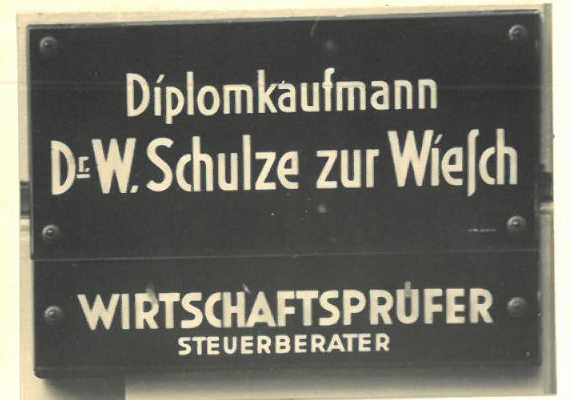 Diplomkaufmann
Dr. W. Schulze zur Wieſch
WIRTSCHAFTSPRÜFER
STEUERBERATER